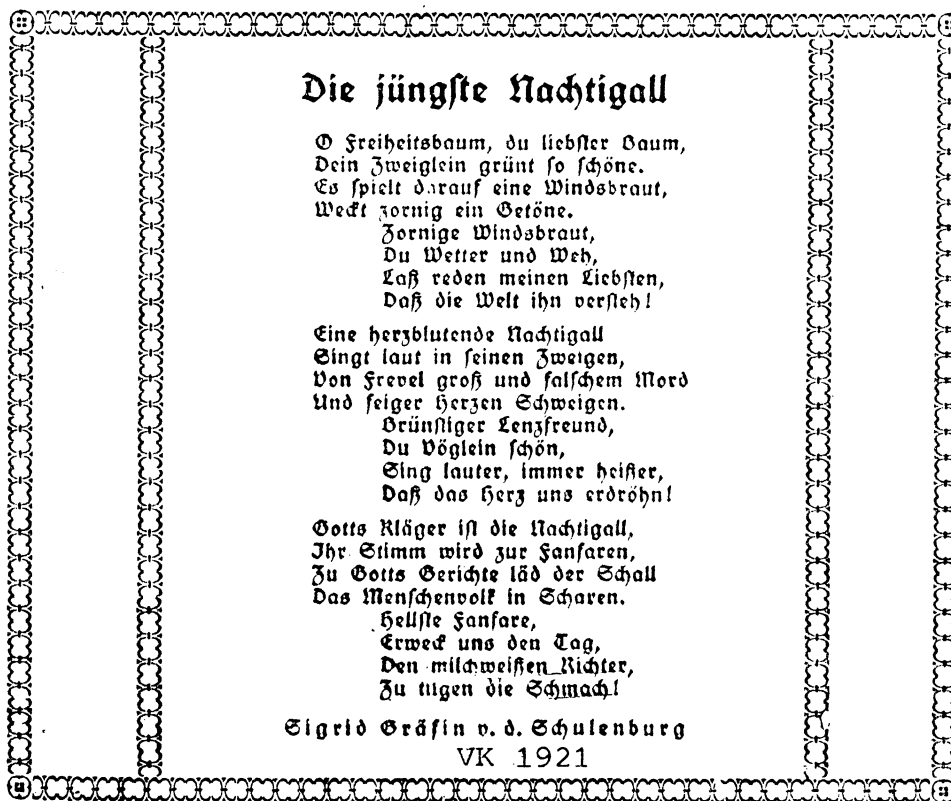 Die jüngste Nachtigall
O Freiheitsbaum, du liebster Baum,
Dein Zweiglein grünt so schöne.
Es spielt darauf eine Windsbraut,
Weckt zornig ein Getöne.
Zornige Windsbraut,
Du Wetter und Weh,
Laß reden meinen Liebsten,
Daß die Welt ihn versteh!
Eine herzblutende Nachtigall
Singt laut in seinen Zweigen,
Von Frevel groß und falschem Mord
Und feiger Herzen Schweigen.
Brünstiger Lenzfreund,
Du Vöglein schön,
Sing lauter, immer heißer,
Daß das Herz uns erdröhn!
Gotts Kläger ist die Nachtigall,
Ihr Stimm wird zur Fanfaren,
Zu Gotts Gerichte läd der Schall
Das Menschenvolk in Scharen.
Hellste Fanfare,
Erweck uns den Tag,
Den milchweißen Richter,
Zu tilgen die Schmach!
Sigrid Gräfin v. d. Schulenburg
VK 1921